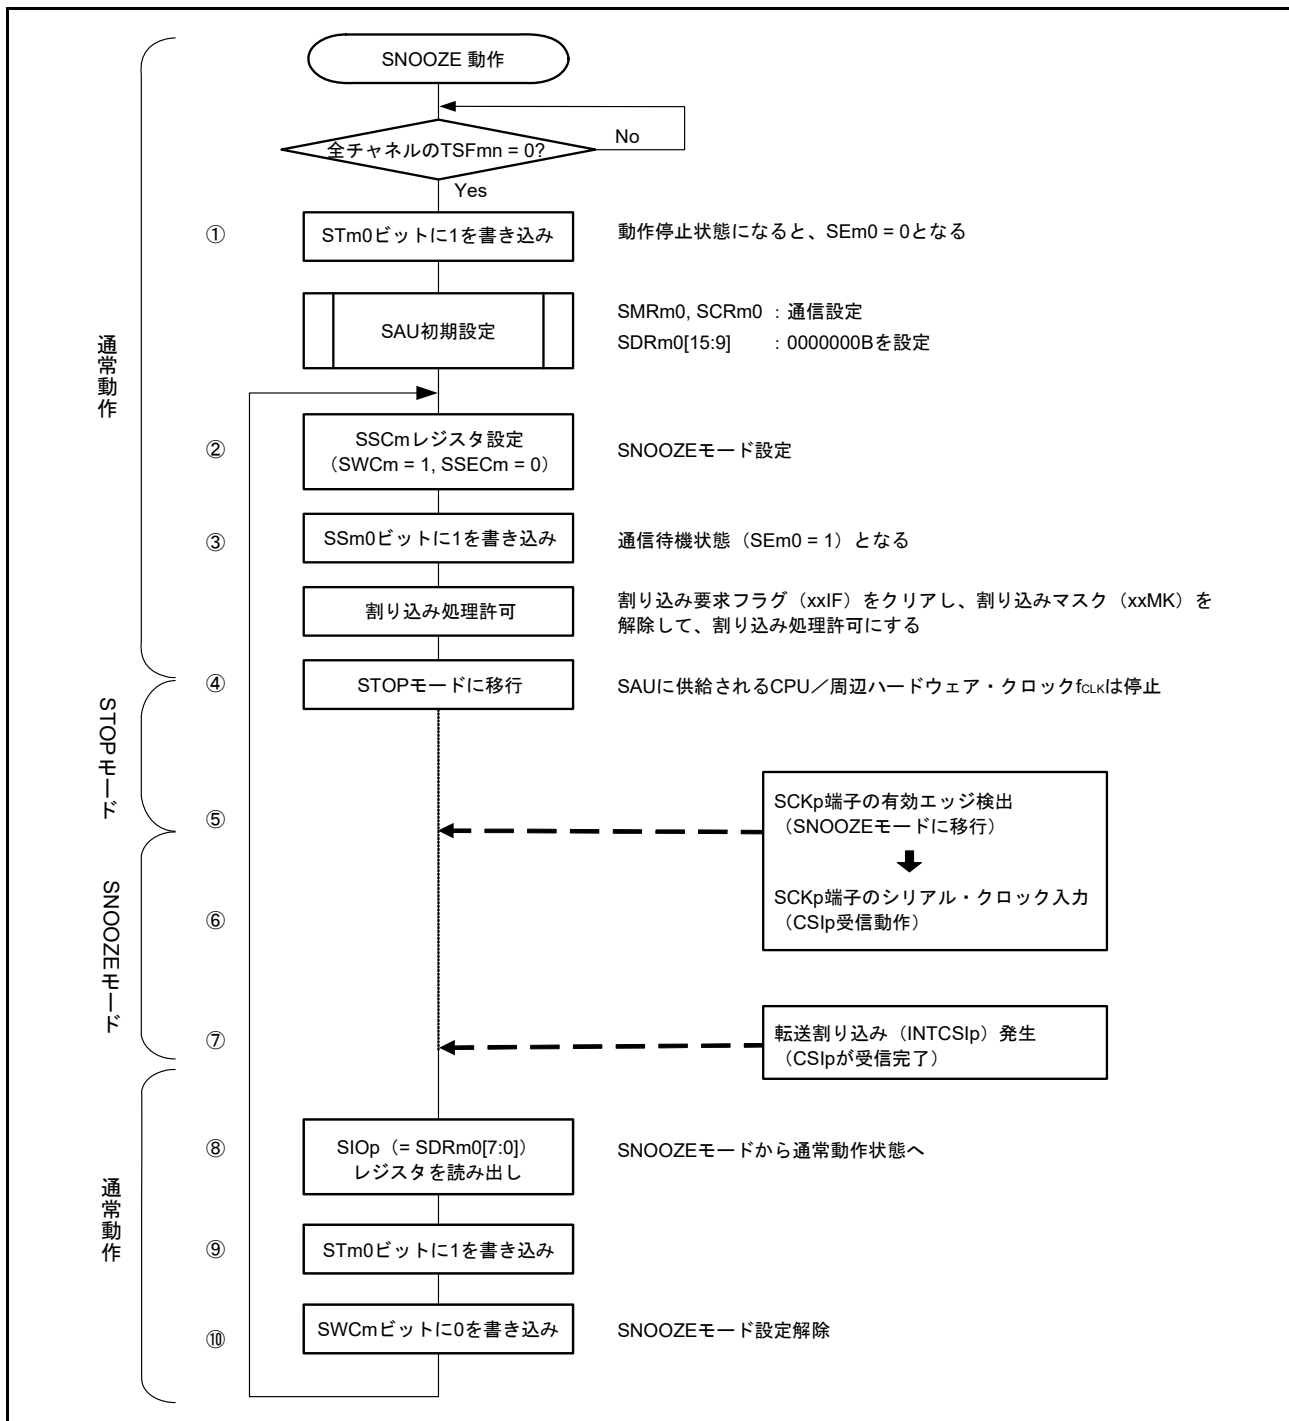 SNOOZE 動作
全チャネルのTSFmn = 0?
No
Yes
① STm0ビットに1を書き込み 動作停止状態になると、SEm0 = 0となる
SAU初期設定
SMRm0, SCRm0 : 通信設定
SDRm0[15:9] : 0000000Bを設定
通常動作
② SSCmレジスタ設定
（SWCm = 1, SSECm = 0）
SNOOZEモード設定
③ SSm0ビットに1を書き込み 通信待機状態（SEm0 = 1）となる
割り込み処理許可
割り込み要求フラグ（xxIF）をクリアし、割り込みマスク（xxMK）を
解除して、割り込み処理許可にする
④ STOPモードに移行 SAUに供給されるCPU／周辺ハードウェア・クロックfCLKは停止
STOPモード
⑤
SCKp端子の有効エッジ検出
（SNOOZEモードに移行）
SCKp端子のシリアル・クロック入力
（CSIp受信動作）
SNOOZEモード
⑥
⑦
転送割り込み（INTCSIp）発生
（CSIpが受信完了）
⑧ SIOp（= SDRm0[7:0]）
レジスタを読み出し
SNOOZEモードから通常動作状態へ
通常動作
⑨ STm0ビットに1を書き込み
⑩ SWCmビットに0を書き込み SNOOZEモード設定解除